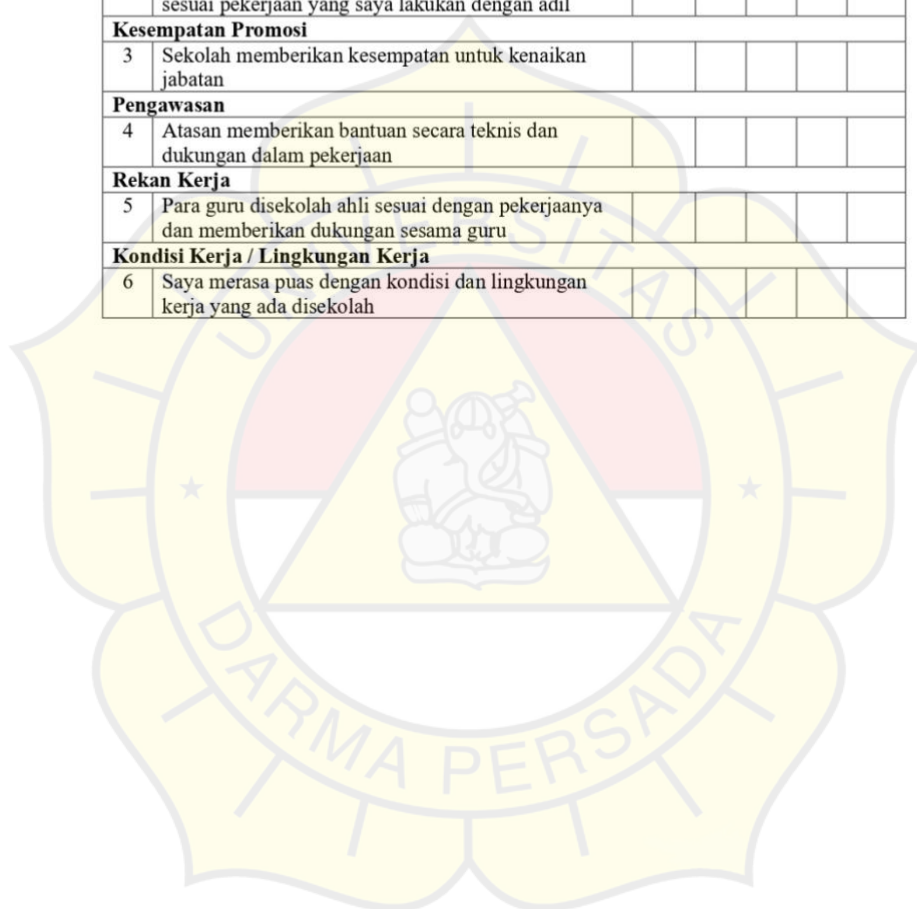 sesuai pekerjaan yang saya lakukan dengan adil
Kesempatan Promosi
3 Sekolah memberikan kesempatan untuk kenaikan
jabatan
Pengawasan
4 Atasan memberikan bantuan secara teknis dan
dukungan dalam pekerjaan
Rekan Kerja
5 Para guru disekolah ahli sesuai dengan pekerjaanya
dan memberikan dukungan sesama guru
Kondisi Kerja / Lingkungan Kerja
6 Saya merasa puas dengan kondisi dan lingkungan
kerja yang ada disekolah
UNIVERSITAS
DARMA PERSADA